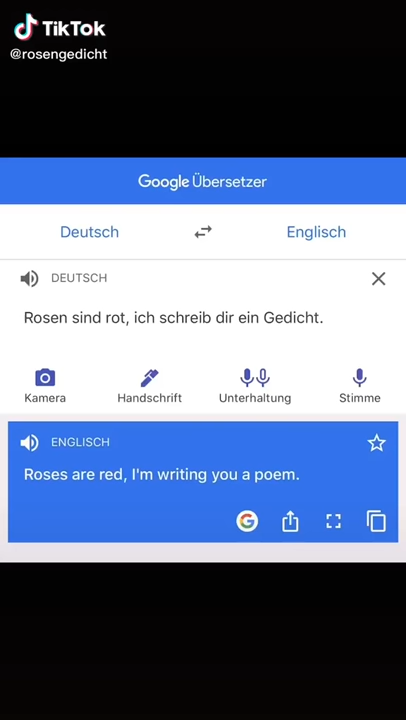 TikTok
@rosengedicht
Google Übersetzer
Deutsch
Englisch
DEUTSCH
Rosen sind rot, ich schreib dir ein Gedicht.
Kamera
Handschrift
Unterhaltung
Stimme
ENGLISCH
Roses are red, I'm writing you a poem.
G